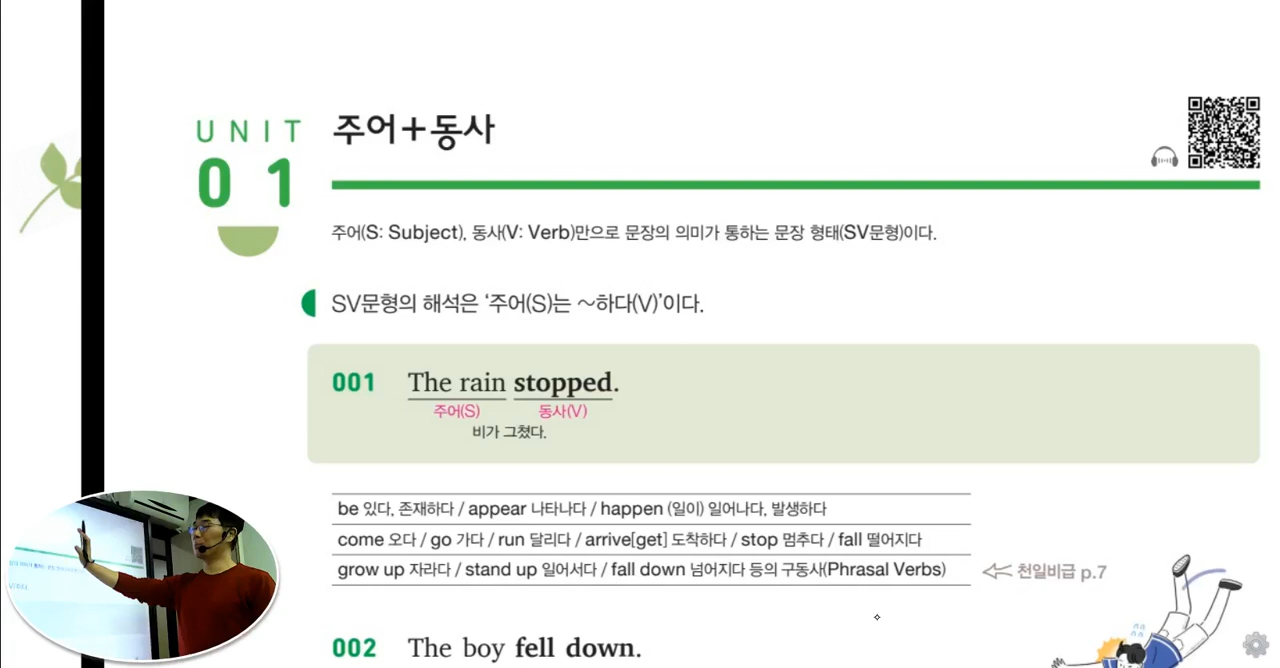 UNIT 주어+동사
01
주어(S: Subject), 동사(V: Verb)만으로 문장의 의미가 통하는 문장 형태(SV문형)이다.
SV문형의 해석은 ‘주어(S)는 ~하다(V)’이다.
001 The rain stopped.
주어(S) 동사(V)
비가 그쳤다.
be 있다, 존재하다 / appear 나타나다 / happen (일이) 일어나다, 발생하다
come 오다 / go 가다 / run 달리다 / arrive[get] 도착하다 / stop 멈추다 / fall 떨어지다
grow up 자라다 / stand up 일어서다 / fall down 넘어지다 등의 구동사(Phrasal Verbs)
천일비급 p.7
002 The boy fell down.